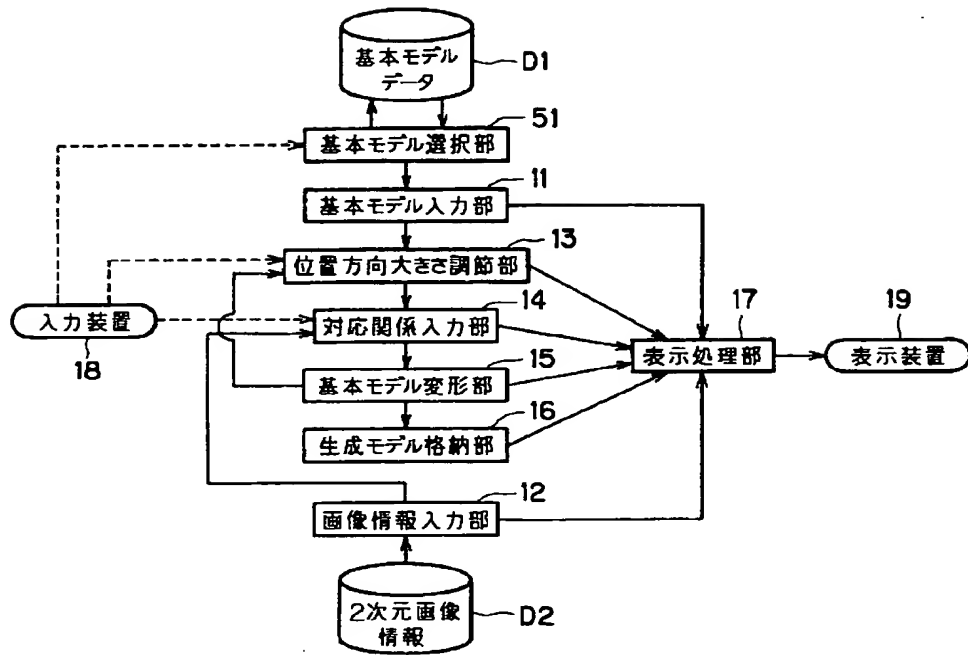 基本モデル
データ
D1
51
基本モデル選択部
11
基本モデル入力部
13
位置方向大きさ調節部
入力装置
18
14
対応関係入力部
17
表示処理部
19
表示装置
15
基本モデル変形部
16
生成モデル格納部
12
画像情報入力部
2次元画像
情報
D2